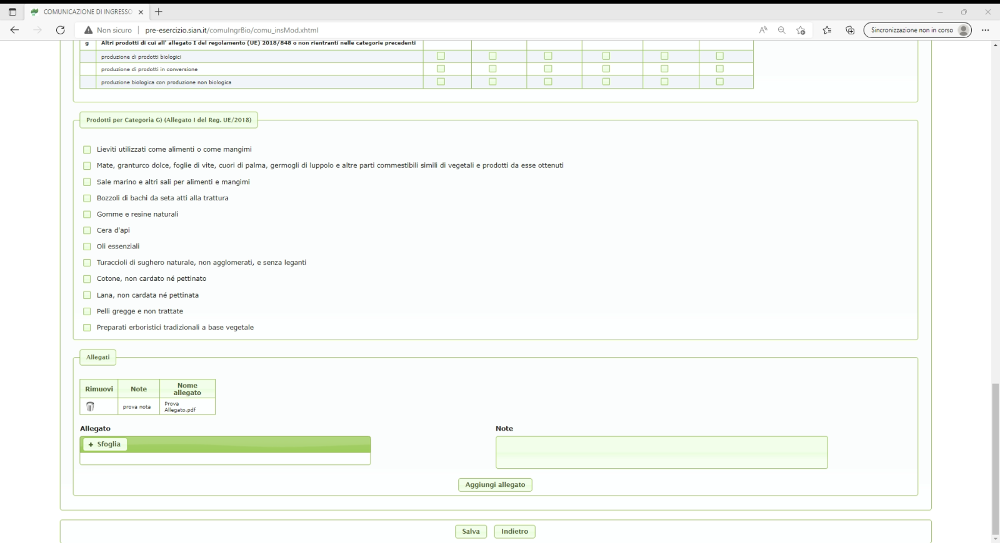 COMUNICAZIONE DI INGRESSO
Non sicuro | pre-esercizio.sian.it/comuIngrBio/comu_insMod.xhtml
Sincronizzazione non in corso
g Altri prodotti di cui all' allegato I del regolamento (UE) 2018/848 o non rientranti nelle categorie precedenti
produzione di prodotti biologici
produzione di prodotti in conversione
produzione biologica con produzione non biologica
Prodotti per Categoria G) (Allegato I del Reg. UE/2018)
Lieviti utilizzati come alimenti o come mangimi
Mate, granturco dolce, foglie di vite, cuori di palma, germogli di luppolo e altre parti commestibili simili di vegetali e prodotti da esse ottenuti
Sale marino e altri sali per alimenti e mangimi
Bozzoli di bachi da seta atti alla trattura
Gomme e resine naturali
Cera d'api
Oli essenziali
Turaccioli di sughero naturale, non agglomerati, e senza leganti
Cotone, non cardato né pettinato
Lana, non cardata né pettinata
Pelli gregge e non trattate
Preparati erboristici tradizionali a base vegetale
Allegati
Rimuovi Note Nome
allegato
prova nota Prova
Allegato.pdf
Allegato Note
+ Sfoglia
Aggiungi allegato
Salva Indietro